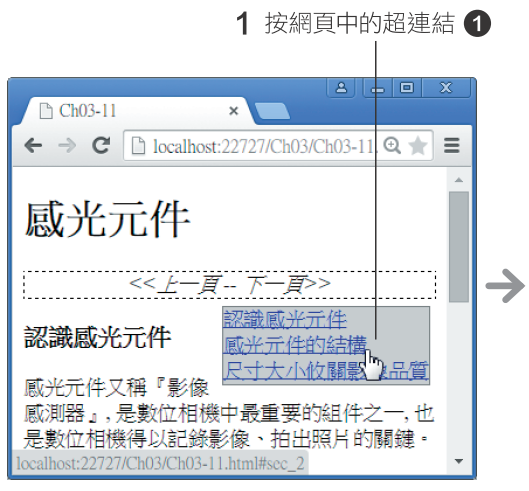 1 按網頁中的超連結 1
Ch03-11
localhost:22727/Ch03/Ch03-11.
感光元件
<<上一頁 -- 下一頁>>
認識感光元件
感光元件的結構
尺寸大小攸關影像品質
認識感光元件
感光元件又稱『影像
感測器』, 是數位相機中最重要的組件之一, 也
是數位相機得以記錄影像、拍出照片的關鍵。
localhost:22727/Ch03/Ch03-11.html#sec_2